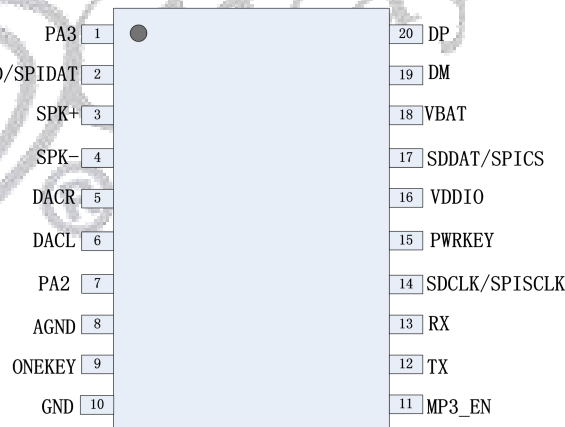 PA3 1 20 DP
/SPIDAT 2 19 DM
SPK+ 3 18 VBAT
SPK- 4 17 SDDAT/SPICS
DACR 5 16 VDDIO
DACL 6 15 PWRKEY
PA2 7 14 SDCLK/SPISCLK
AGND 8 13 RX
ONEKEY 9 12 TX
GND 10 11 MP3_EN
®